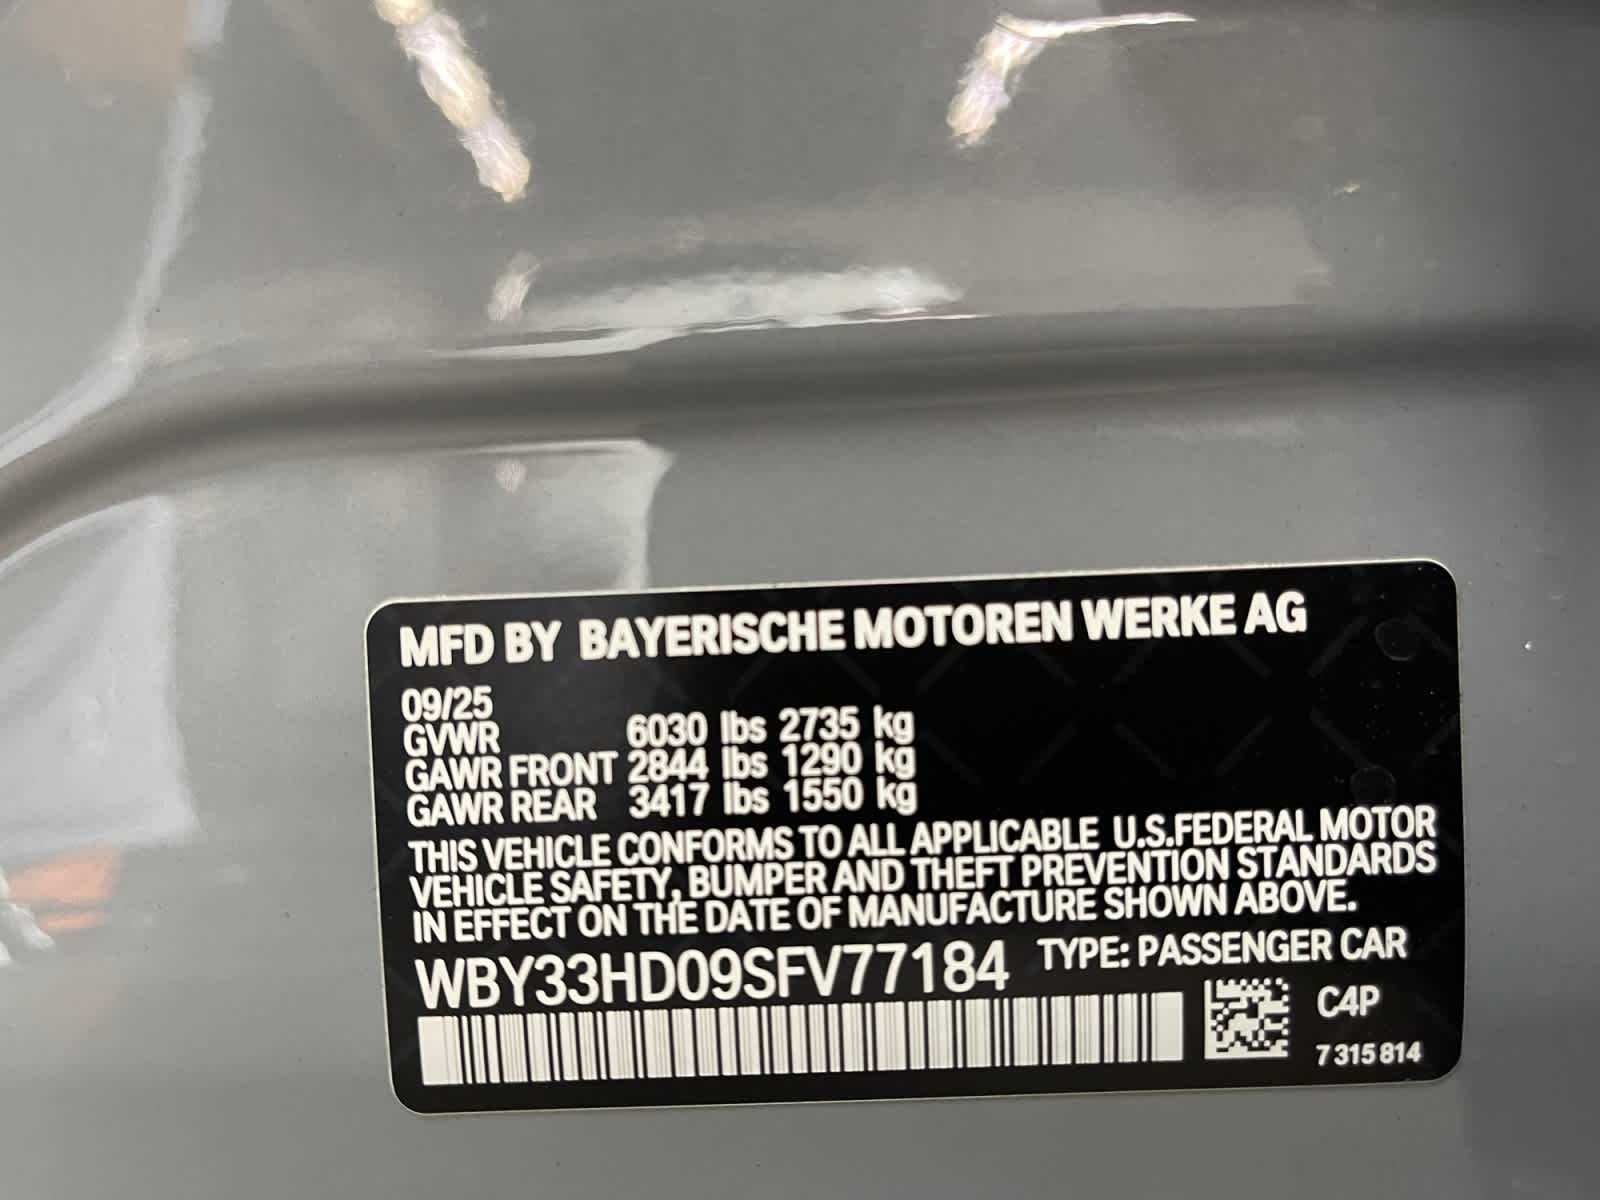 MFD BY BAYERISCHE MOTOREN WERKE AG
09/25
GVWR 6030 lbs 2735 kg
GAWR FRONT 2844 lbs 1290 kg
GAWR REAR 3417 lbs 1550 kg
THIS VEHICLE CONFORMS TO ALL APPLICABLE U.S.FEDERAL MOTOR
VEHICLE SAFETY, BUMPER AND THEFT PREVENTION STANDARDS
IN EFFECT ON THE DATE OF MANUFACTURE SHOWN ABOVE.
WBY33HD09SFV77184 TYPE: PASSENGER CAR
C4P
7 315 814